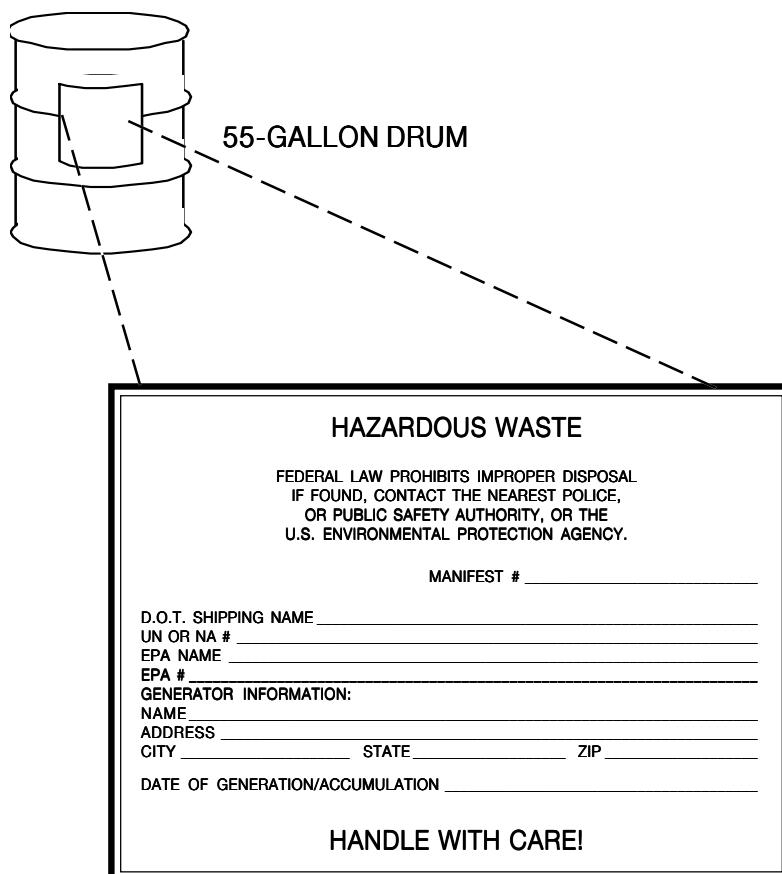 55-GALLON DRUM
HAZARDOUS WASTE
FEDERAL LAW PROHIBITS IMPROPER DISPOSAL
IF FOUND, CONTACT THE NEAREST POLICE,
OR PUBLIC SAFETY AUTHORITY, OR THE
U.S. ENVIRONMENTAL PROTECTION AGENCY.
MANIFEST #
D.O.T. SHIPPING NAME
UN OR NA #
EPA NAME
EPA #
GENERATOR INFORMATION:
NAME
ADDRESS
CITY STATE ZIP
DATE OF GENERATION/ACCUMULATION
HANDLE WITH CARE!